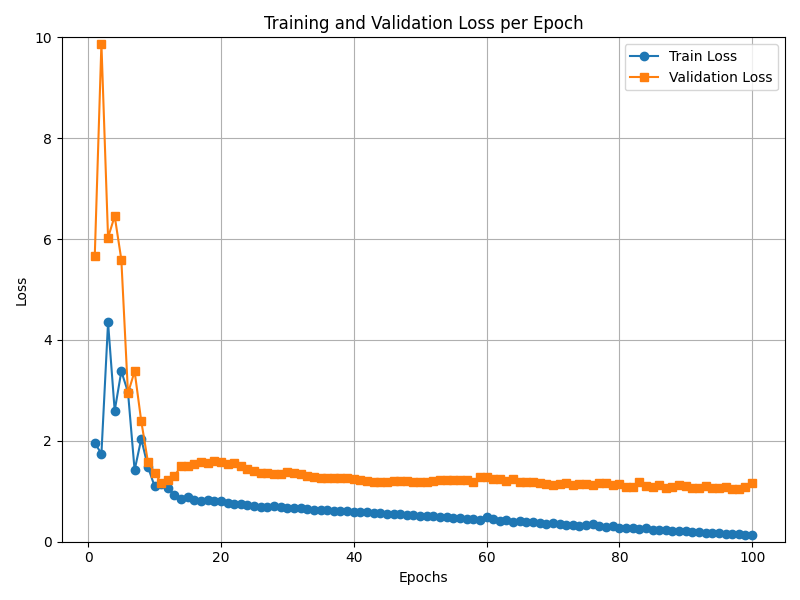 Training and Validation Loss per Epoch
Train Loss
Validation Loss
Loss
10
8
6
4
2
0
0 20 40 60 80 100
Epochs